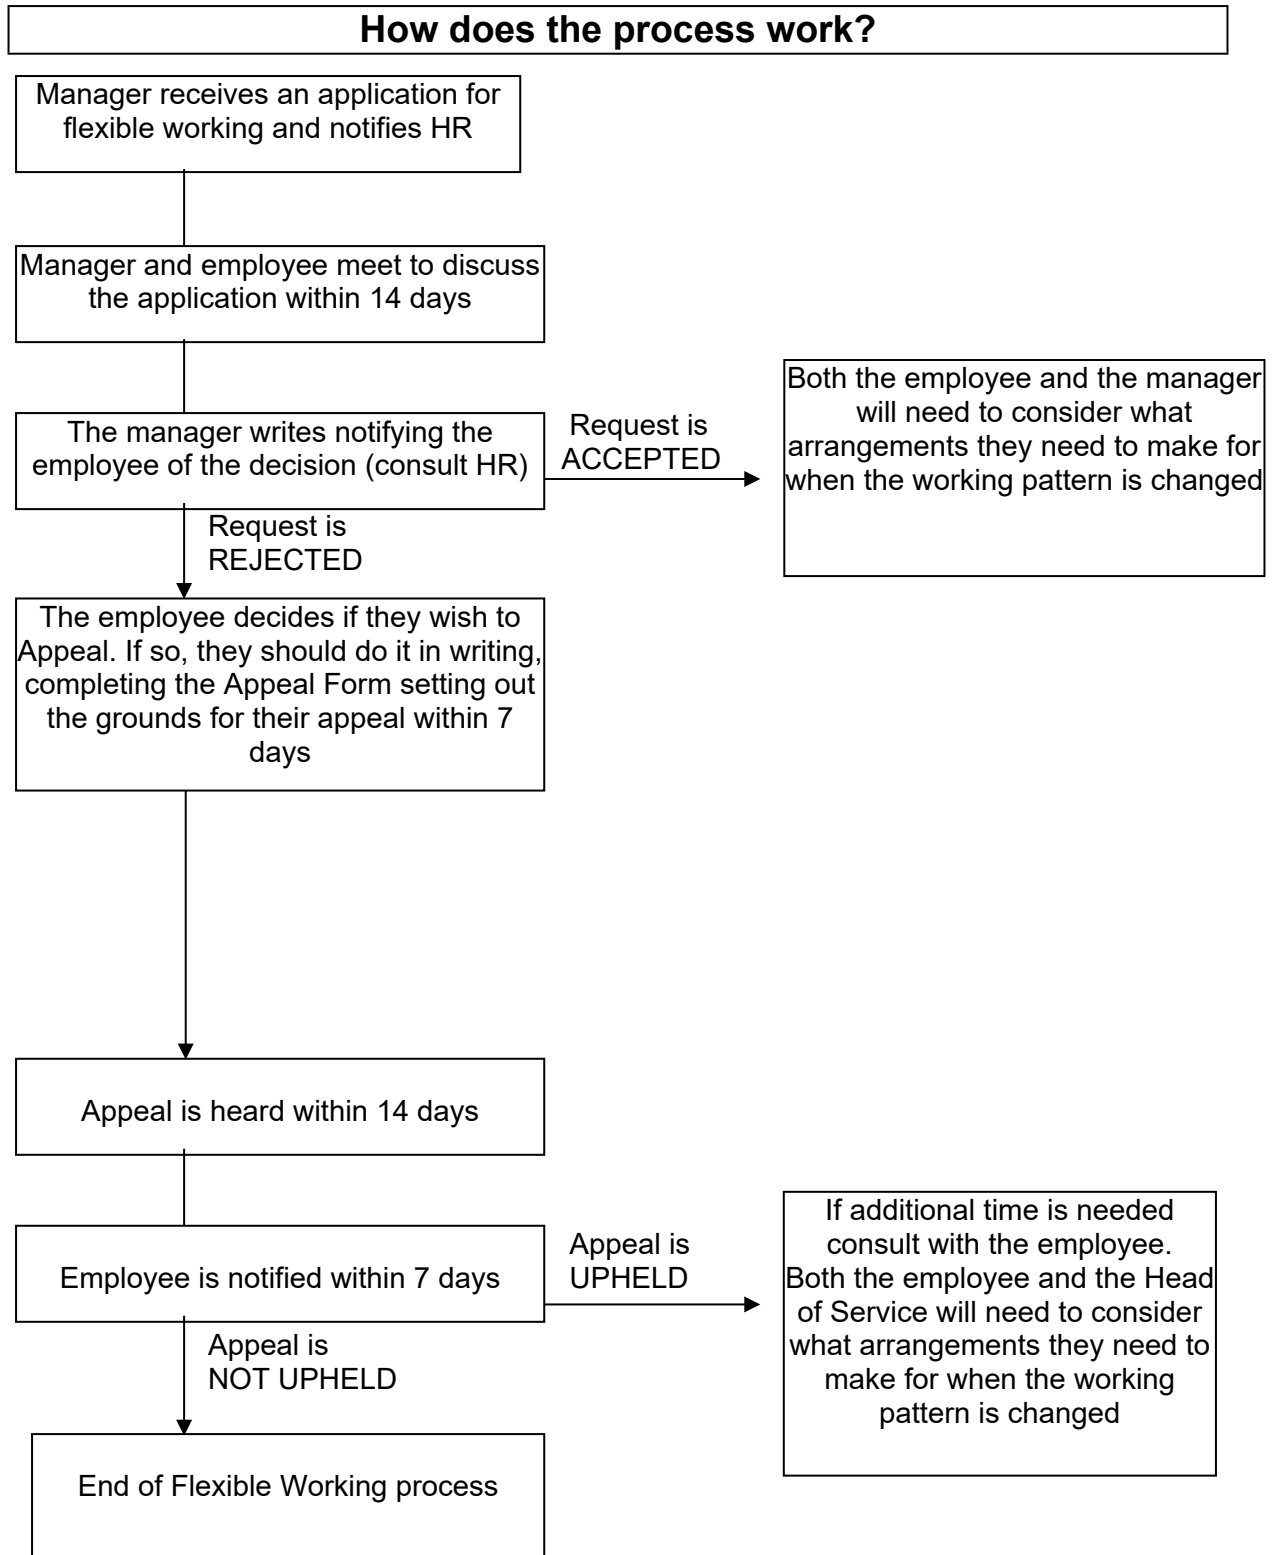 How does the process work?
Manager receives an application for
flexible working and notifies HR
Manager and employee meet to discuss
the application within 14 days
The manager writes notifying the
employee of the decision (consult HR)
Request is
ACCEPTED
Both the employee and the manager
will need to consider what
arrangements they need to make for
when the working pattern is changed
Request is
REJECTED
The employee decides if they wish to
Appeal. If so, they should do it in writing,
completing the Appeal Form setting out
the grounds for their appeal within 7
days
Appeal is heard within 14 days
Employee is notified within 7 days
Appeal is
UPHELD
If additional time is needed
consult with the employee.
Both the employee and the Head
of Service will need to consider
what arrangements they need to
make for when the working
pattern is changed
Appeal is
NOT UPHELD
End of Flexible Working process